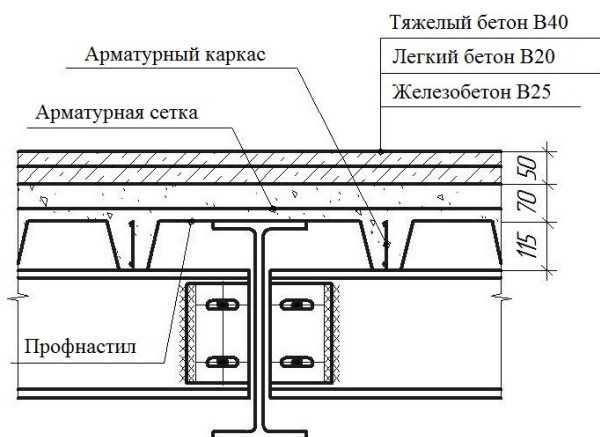 Тяжелый бетон В40
Арматурный каркас
Легкий бетон В20
Железобетон В25
Арматурная сетка
50
70
115
Профнастил